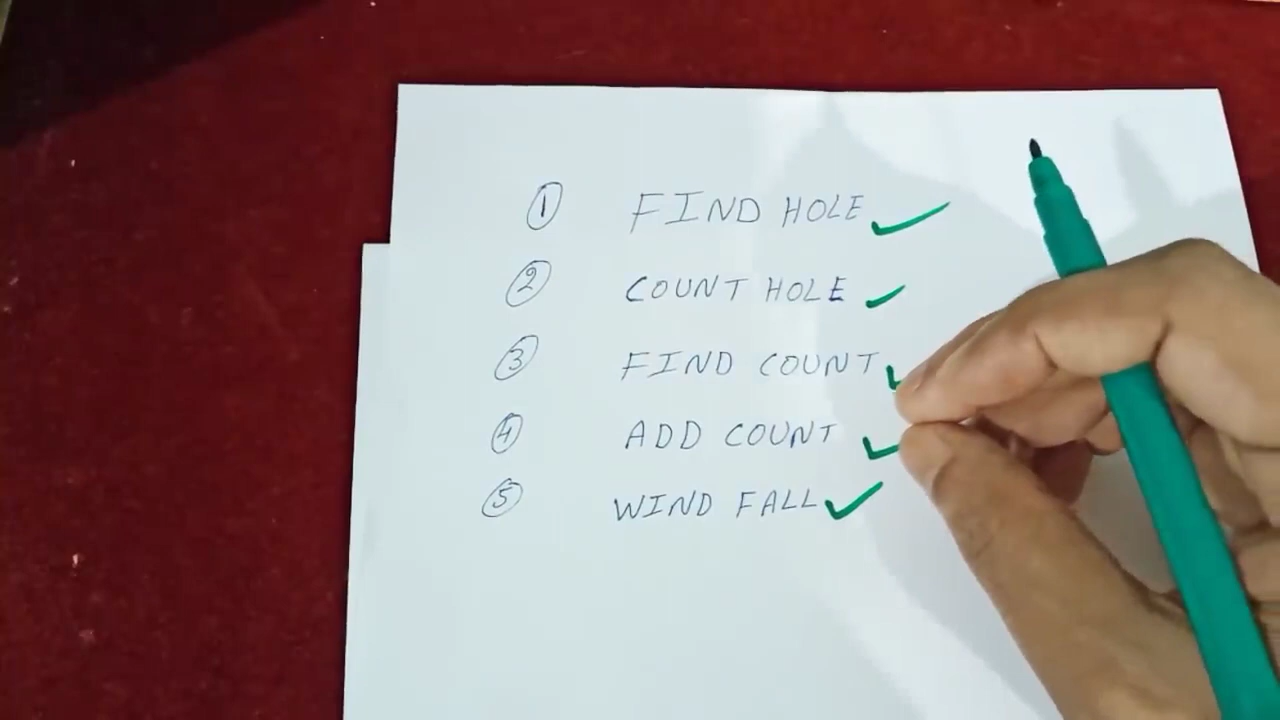 ① FIND HOLE ✓
② COUNT HOLE ✓
③ FIND COUNT ✓
④ ADD COUNT ✓
⑤ WIND FALL ✓